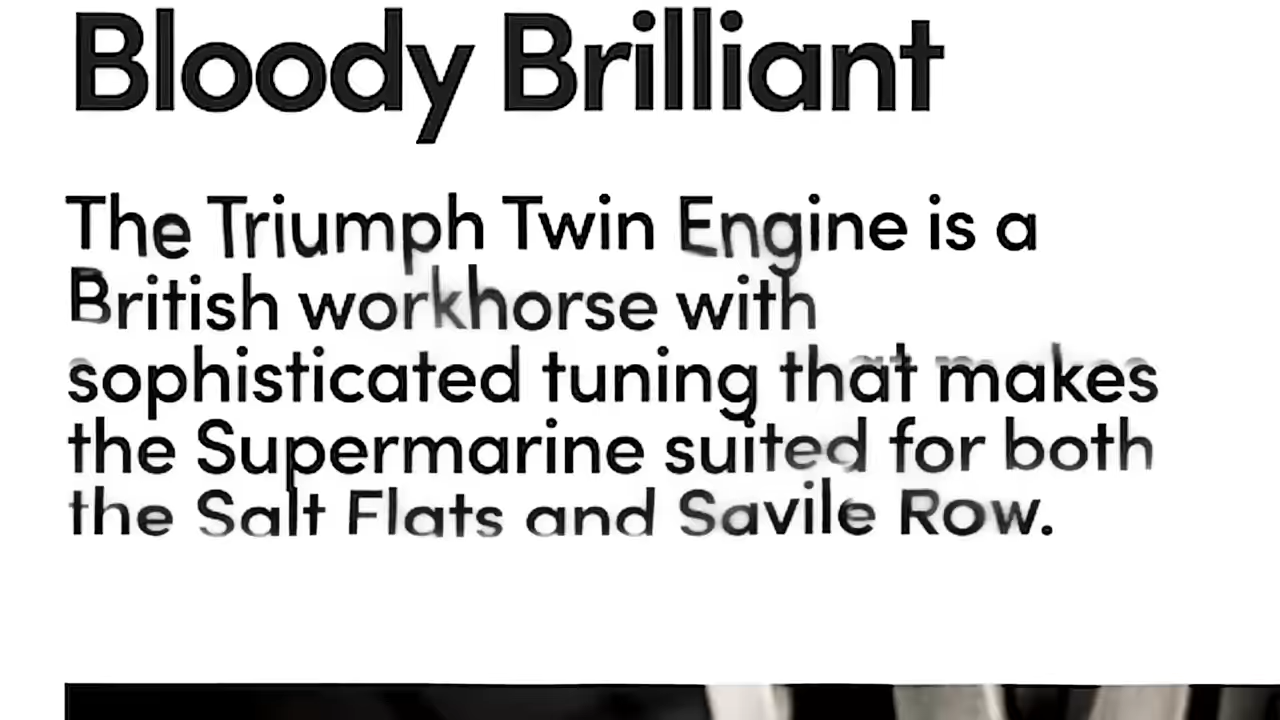 Bloody Brilliant
The Triumph Twin Engine is a
British workhorse with
sophisticated tuning that makes
the Supermarine suited for both
the Salt Flats and Savile Row.